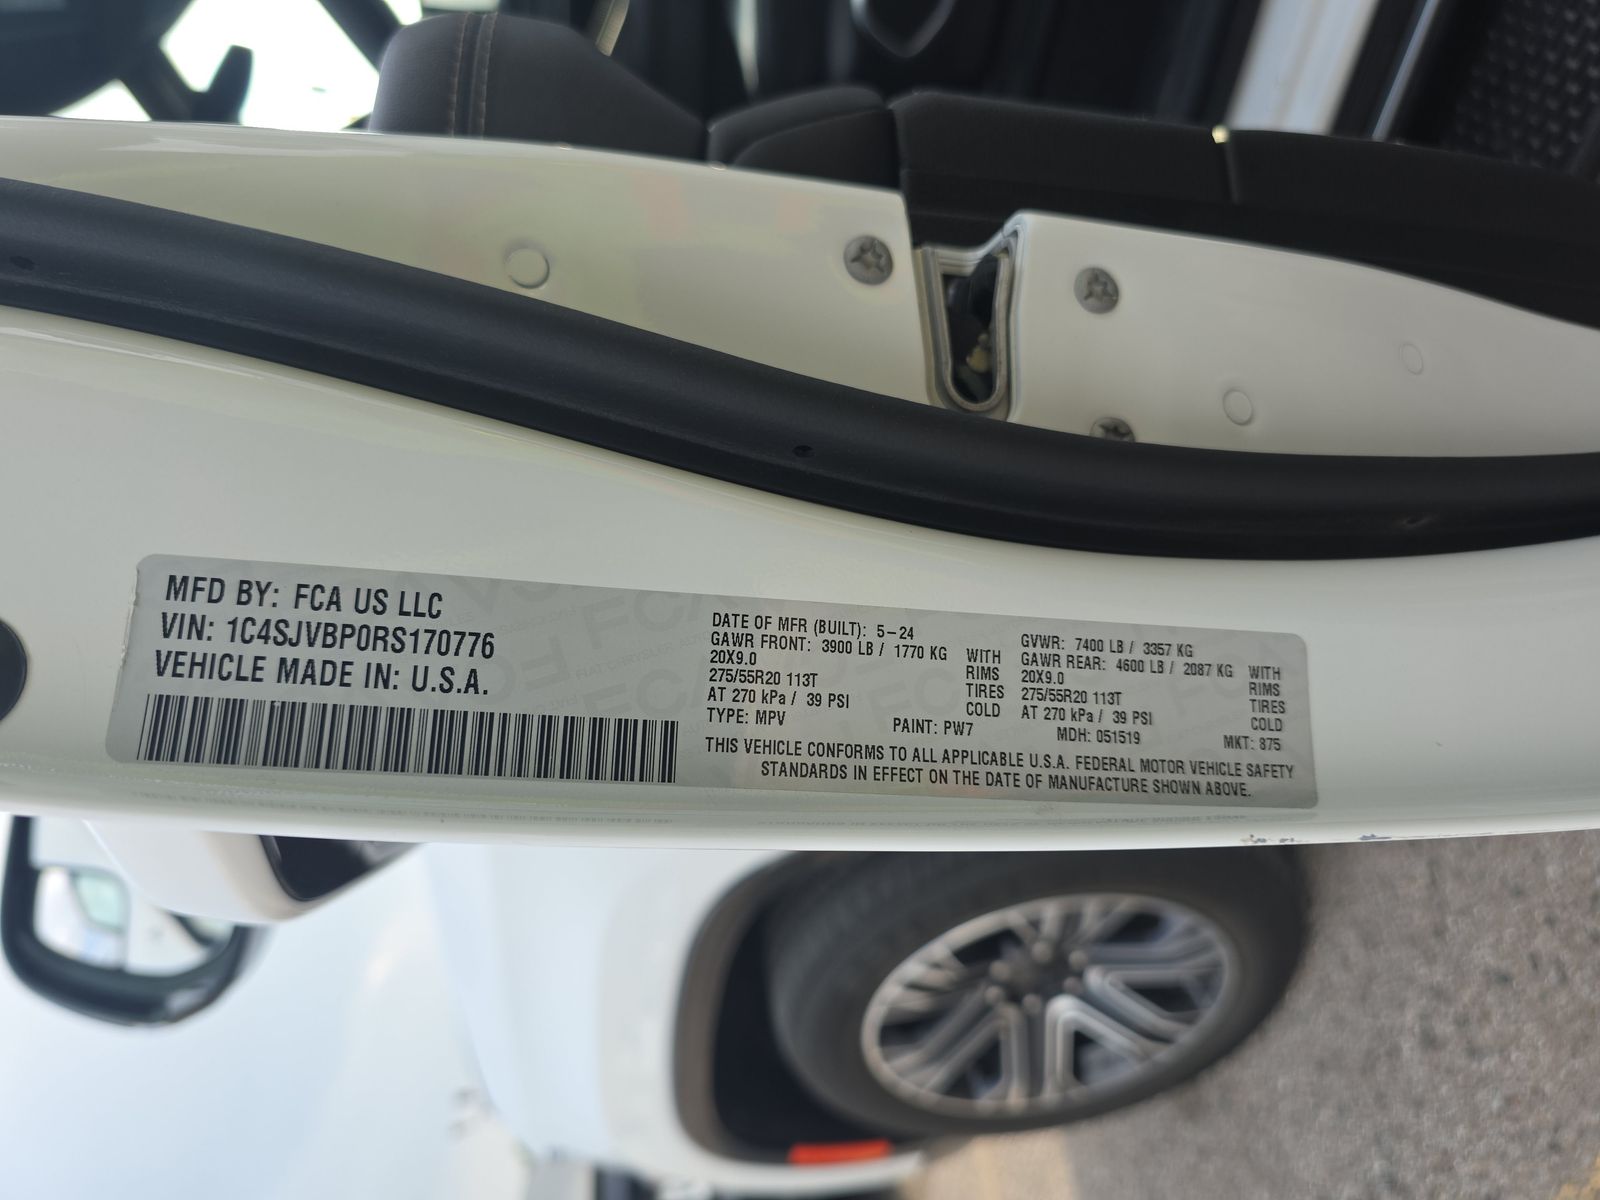 MFD BY: FCA US LLC
VIN: 1C4SJVBP0RS170776
VEHICLE MADE IN: U.S.A.
DATE OF MFR (BUILT): 5-24
GAWR FRONT: 3900 LB / 1770 KG WITH
20X9.0 RIMS
275/55R20 113T TIRES
AT 270 kPa / 39 PSI COLD
TYPE: MPV PAINT: PW7
GVWR: 7400 LB / 3357 KG
GAWR REAR: 4600 LB / 2087 KG WITH
20X9.0 RIMS
275/55R20 113T TIRES
AT 270 kPa / 39 PSI COLD
MDH: 051519 MKT: 875
THIS VEHICLE CONFORMS TO ALL APPLICABLE U.S.A. FEDERAL MOTOR VEHICLE SAFETY
STANDARDS IN EFFECT ON THE DATE OF MANUFACTURE SHOWN ABOVE.